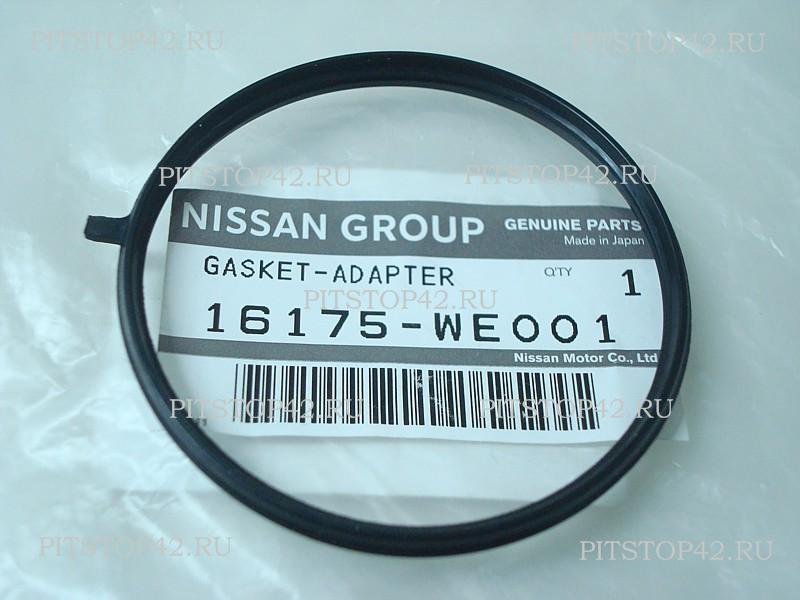 PITSTOP42.RU PITSTOP42.RU
PITSTOP42.RU PITSTOP42.RU
NISSAN GROUP GENUINE PARTS
Made in Japan
GASKET-ADAPTER Q'TY 1
PITSTOP42.RU
16175-WE001
Nissan Motor Co., Ltd
PITSTOP42.RU PITSTOP42.RU
PITSTOP42.RU PITSTOP42.RU